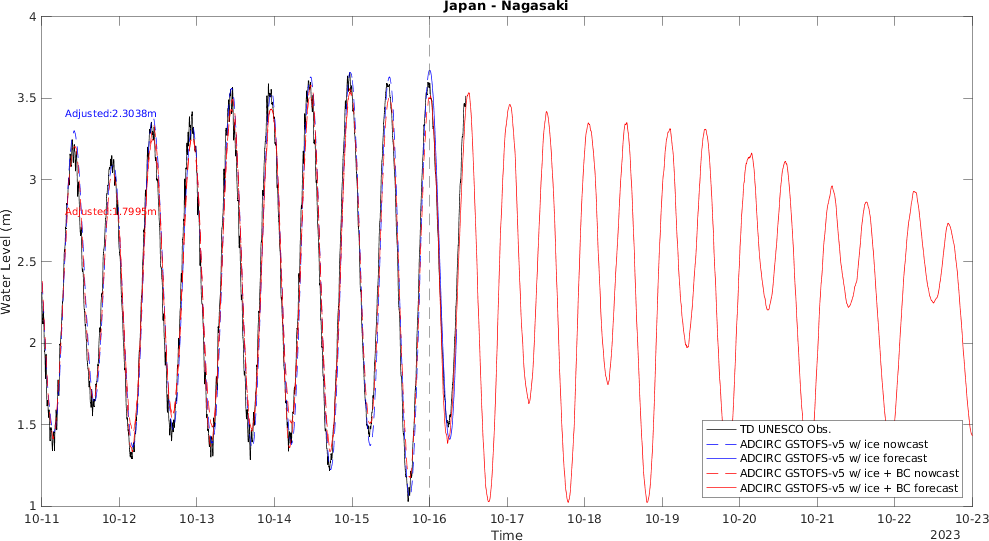 Japan - Nagasaki
4
3.5
3
2.5
2
1.5
1
Water Level (m)
Adjusted:2.3038m
Adjusted:1.7995m
TD UNESCO Obs.
ADCIRC GSTOFS-v5 w/ ice nowcast
ADCIRC GSTOFS-v5 w/ ice forecast
ADCIRC GSTOFS-v5 w/ ice + BC nowcast
ADCIRC GSTOFS-v5 w/ ice + BC forecast
10-11 10-12 10-13 10-14 10-15 10-16 10-17 10-18 10-19 10-20 10-21 10-22 10-23
Time
2023